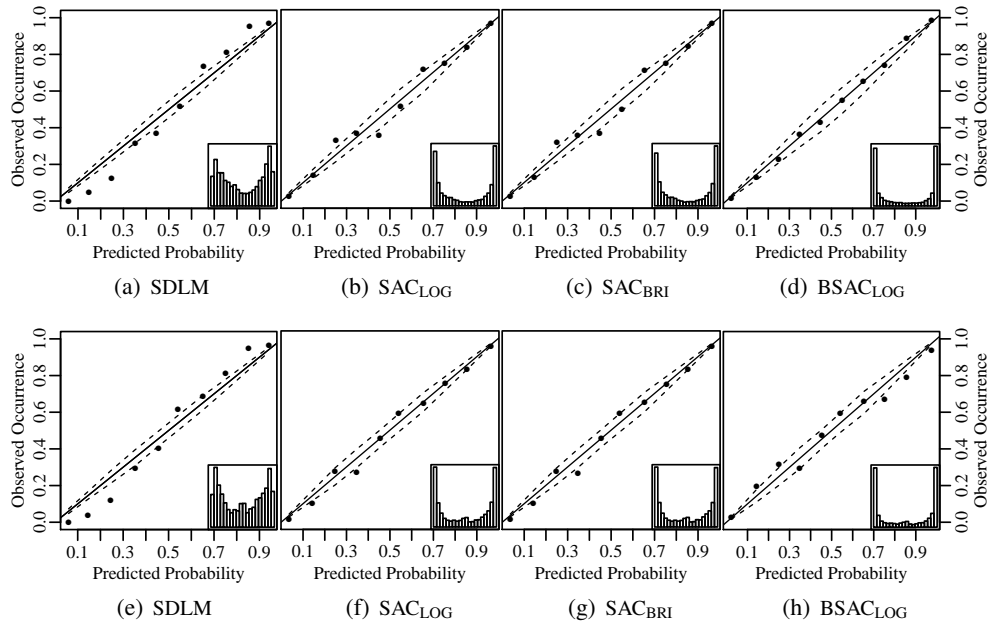 Observed Occurrence
0.0 0.2 0.4 0.6 0.8 1.0
0.0 0.2 0.4 0.6 0.8 1.0
Observed Occurrence
0.1 0.3 0.5 0.7 0.9
0.1 0.3 0.5 0.7 0.9
0.1 0.3 0.5 0.7 0.9
0.1 0.3 0.5 0.7 0.9
Predicted Probability
Predicted Probability
Predicted Probability
Predicted Probability
(a) SDLM
(b) SAC_LOG
(c) SAC_BRI
(d) BSAC_LOG
Observed Occurrence
0.0 0.2 0.4 0.6 0.8 1.0
0.0 0.2 0.4 0.6 0.8 1.0
Observed Occurrence
0.1 0.3 0.5 0.7 0.9
0.1 0.3 0.5 0.7 0.9
0.1 0.3 0.5 0.7 0.9
0.1 0.3 0.5 0.7 0.9
Predicted Probability
Predicted Probability
Predicted Probability
Predicted Probability
(e) SDLM
(f) SAC_LOG
(g) SAC_BRI
(h) BSAC_LOG